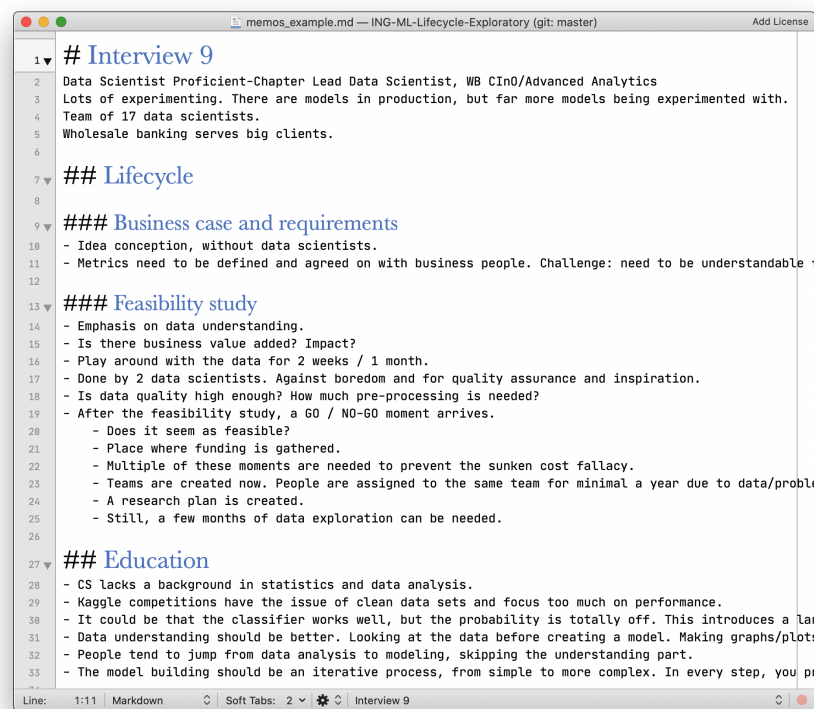 memos_example.md — ING-ML-Lifecycle-Exploratory (git: master)
Add License
1 # Interview 9
2 Data Scientist Proficient-Chapter Lead Data Scientist, WB CInO/Advanced Analytics
3 Lots of experimenting. There are models in production, but far more models being experimented with.
4 Team of 17 data scientists.
5 Wholesale banking serves big clients.
6
7 ## Lifecycle
8
9 ### Business case and requirements
10 - Idea conception, without data scientists.
11 - Metrics need to be defined and agreed on with business people. Challenge: need to be understandable
12
13 ### Feasibility study
14 - Emphasis on data understanding.
15 - Is there business value added? Impact?
16 - Play around with the data for 2 weeks / 1 month.
17 - Done by 2 data scientists. Against boredom and for quality assurance and inspiration.
18 - Is data quality high enough? How much pre-processing is needed?
19 - After the feasibility study, a GO / NO-GO moment arrives.
20 - Does it seem as feasible?
21 - Place where funding is gathered.
22 - Multiple of these moments are needed to prevent the sunken cost fallacy.
23 - Teams are created now. People are assigned to the same team for minimal a year due to data/proble
24 - A research plan is created.
25 - Still, a few months of data exploration can be needed.
26
27 ## Education
28 - CS lacks a background in statistics and data analysis.
29 - Kaggle competitions have the issue of clean data sets and focus too much on performance.
30 - It could be that the classifier works well, but the probability is totally off. This introduces a lar
31 - Data understanding should be better. Looking at the data before creating a model. Making graphs/plots
32 - People tend to jump from data analysis to modeling, skipping the understanding part.
33 - The model building should be an iterative process, from simple to more complex. In every step, you pr
Line: 1:11 Markdown Soft Tabs: 2 Interview 9